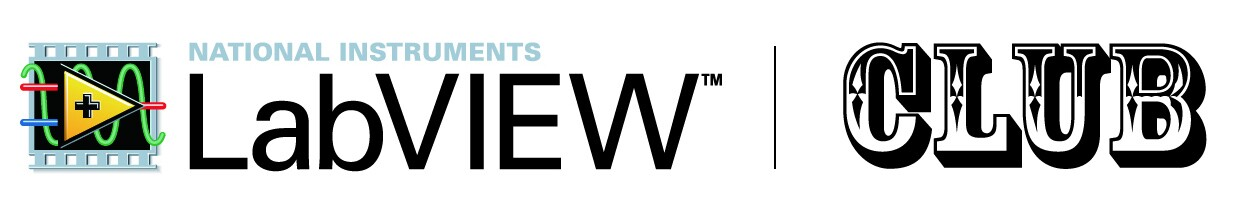 NATIONAL INSTRUMENTS
LabVIEW™
CLUB